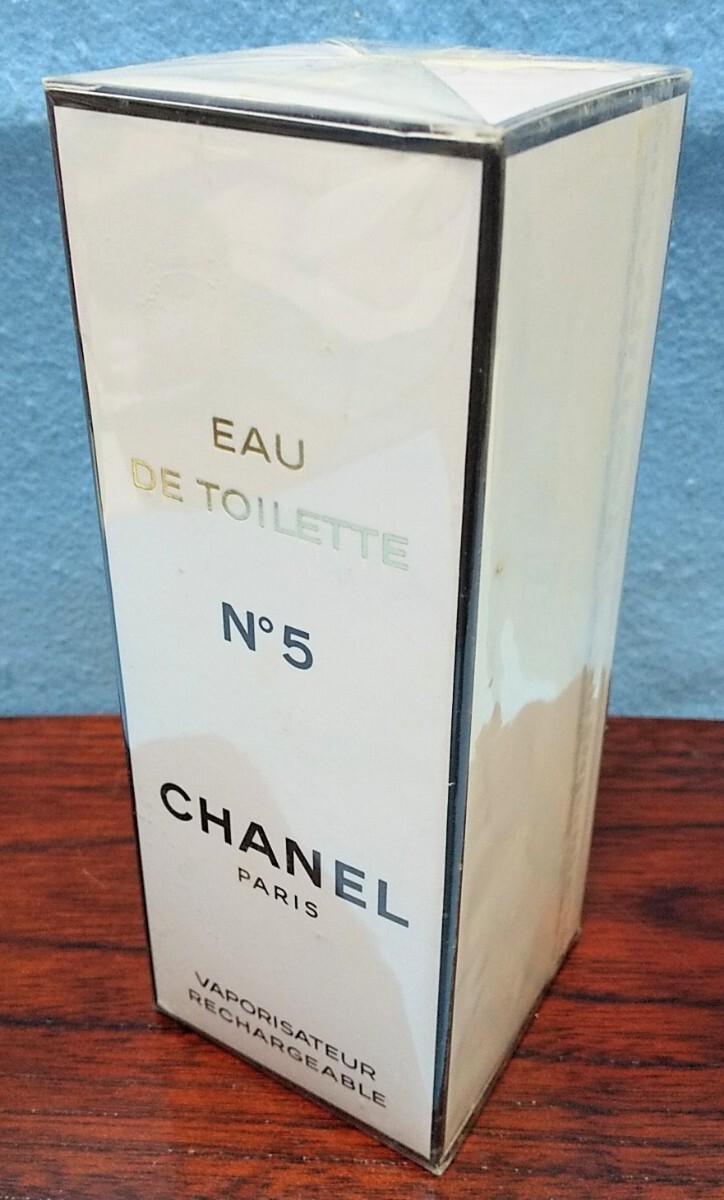 EAU
DE TOILETTE
N°5
CHANEL
PARIS
VAPORISATEUR
RECHARGEABLE